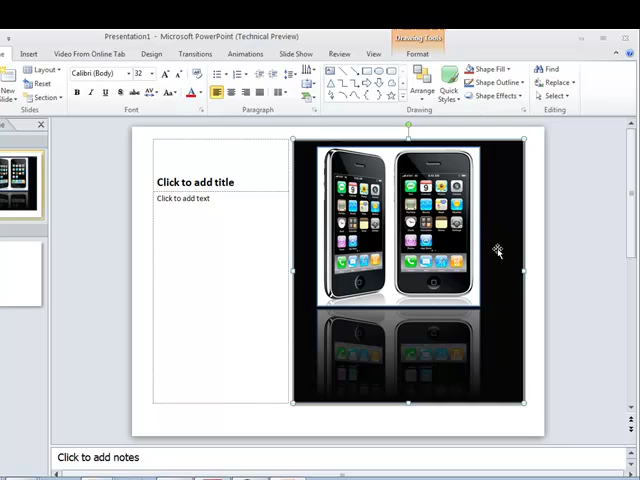 Presentation1 - Microsoft PowerPoint (Technical Preview)
Drawing Tools
Insert
Video From Online Tab
Design
Transitions
Animations
Slide Show
Review
View
Format
New
Slide
Layout
Reset
Section
Slides
Calibri (Body)
32
B I U S abc AV Aa A
Font
Paragraph
Arrange
Quick
Styles
Shape Fill
Shape Outline
Shape Effects
Drawing
Find
Replace
Select
Editing
Click to add title
Click to add text
Click to add notes